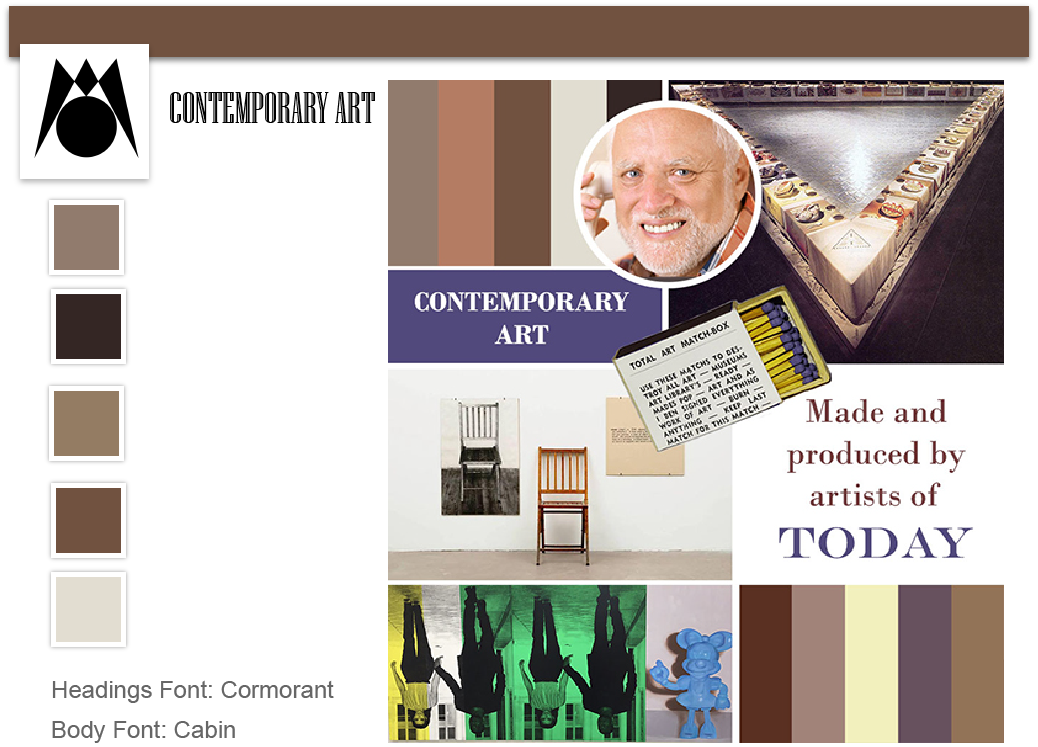 CONTEMPORARY ART
CONTEMPORARY
ART
TOTAL ART MATCH-BOX
USE THESE MATCHS TO DES-
TROY ALL ART — MUSEUMS
ART LIBRARY'S — READY —
MADES POP — ART AND AS
I BEN SIGNED EVERYTHING
WORK OF ART — BURN —
ANYTHING — KEEP LAST
MATCH FOR THIS MATCH —
Made and
produced by
artists of
TODAY
Headings Font: Cormorant
Body Font: Cabin